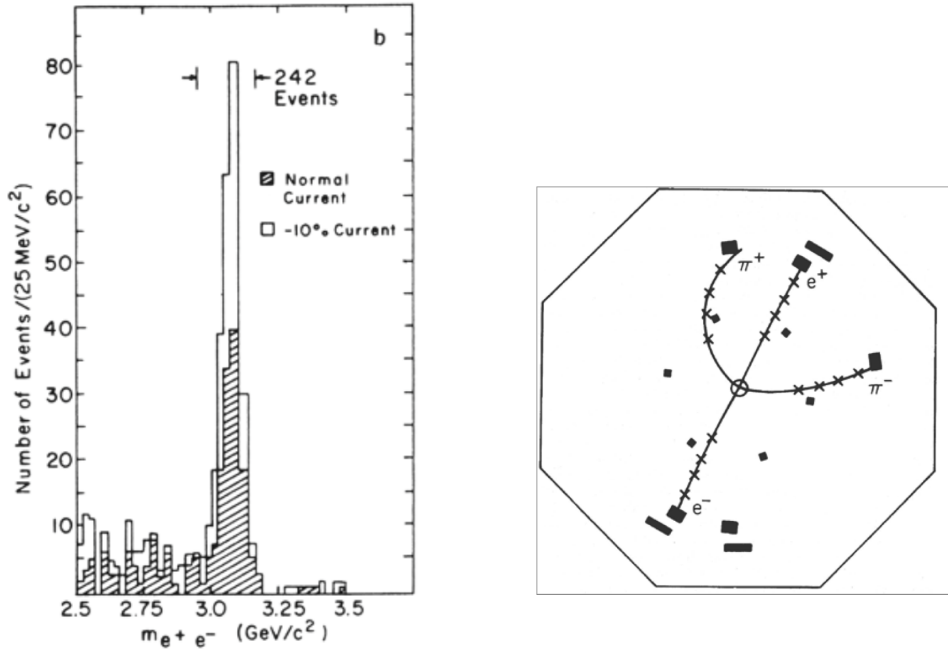 b
80
242
Events
70
Normal
Current
60
-10% Current
50
40
30
20
10
Number of Events/(25 MeV/c²)
2.5 2.75 3.0 3.25 3.5
m e+ e- (GeV/c²)
π+
e+
π-
e-